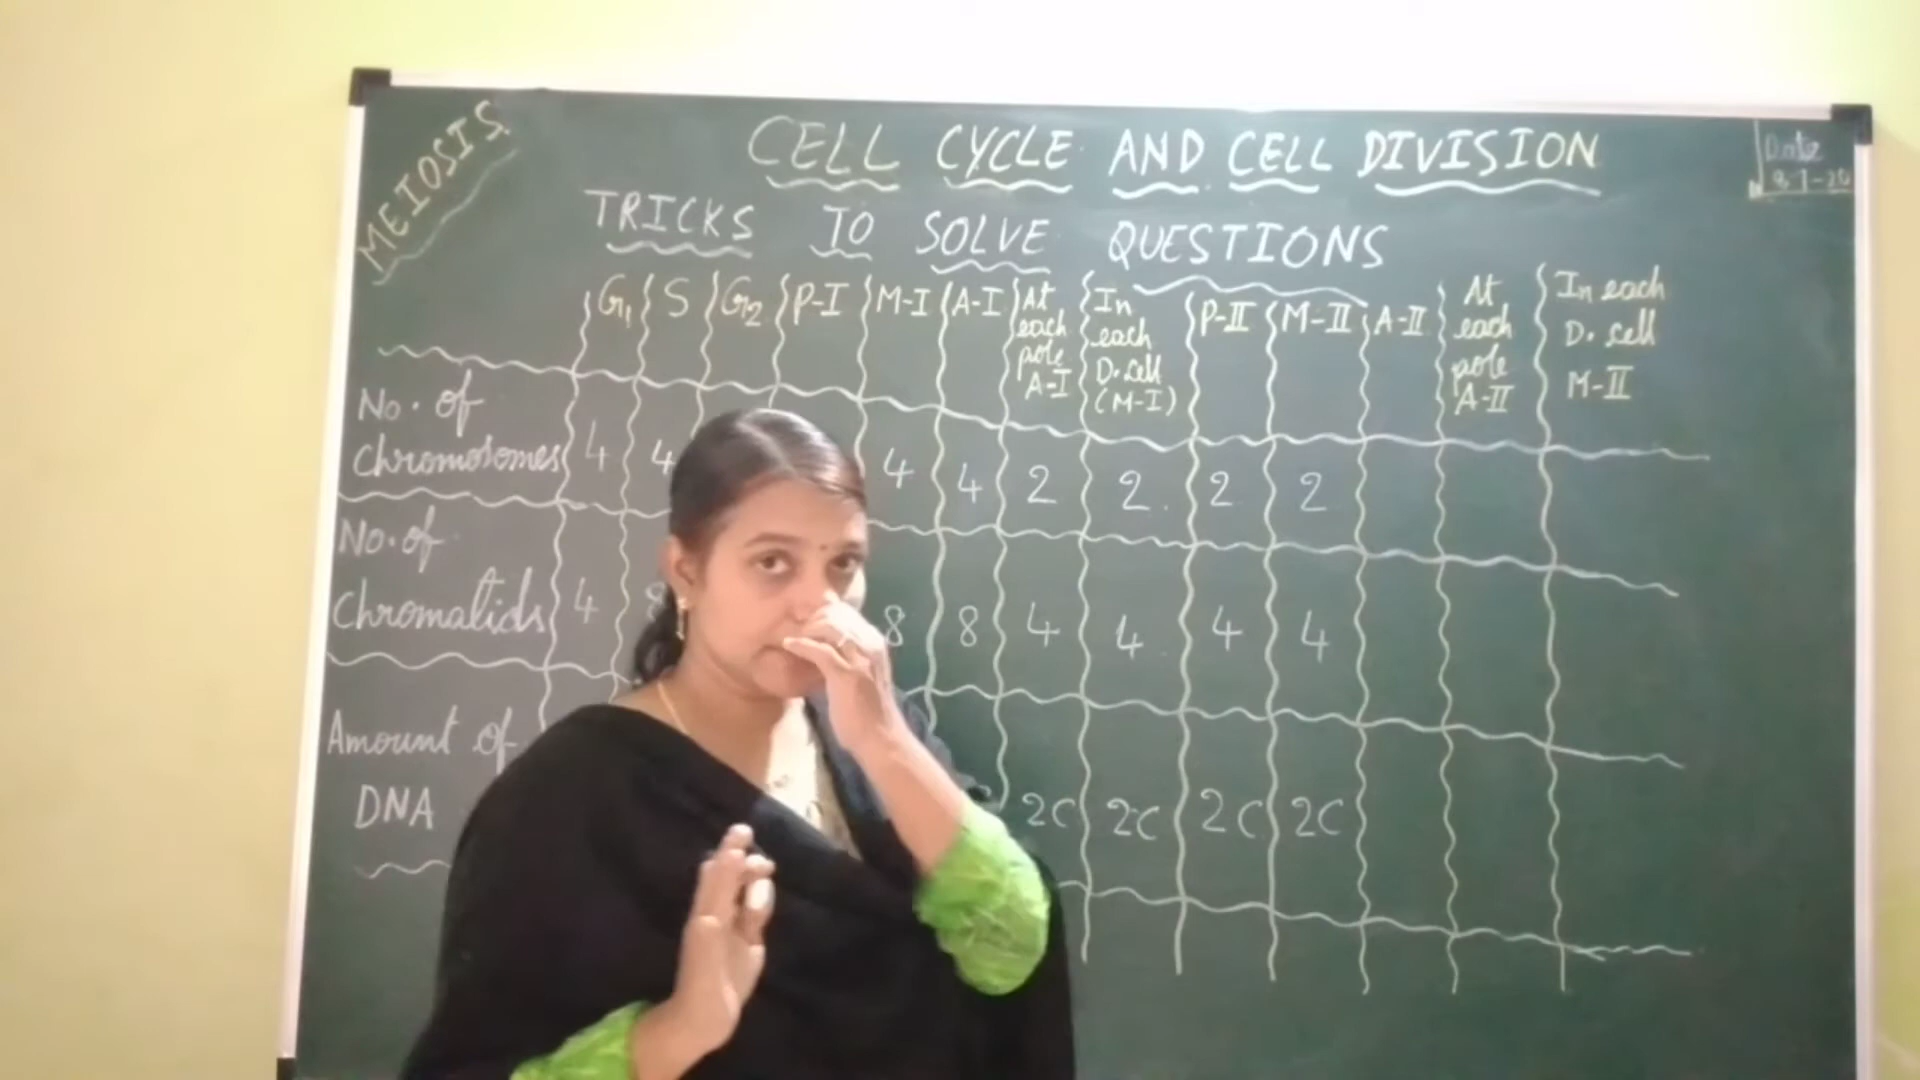 MEIOSIS
CELL CYCLE AND CELL DIVISION
Date
TRICKS TO SOLVE QUESTIONS
G1 S G2 P-I M-I A-I At each pole A-I In each D. cell (M-I) P-II M-II A-II At each pole A-II In each D. cell M-II
No. of
Chromosomes 4 4 4 4 2 2. 2 2
No. of
Chromatids 4 8 8 8 4 4 4 4
Amount of
DNA 2C 2C 2C 2C